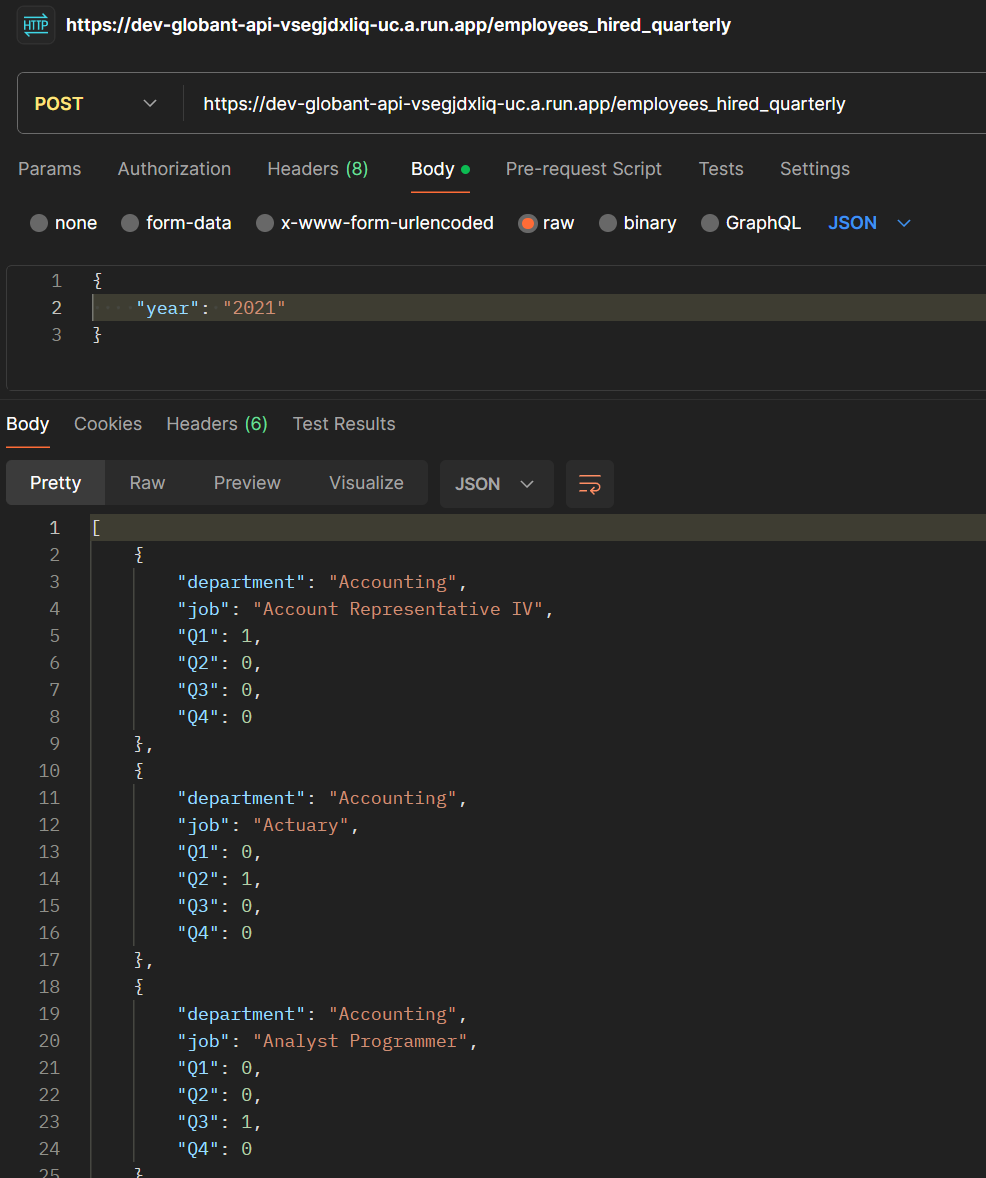 HTTP https://dev-globant-api-vsegjdxliq-uc.a.run.app/employees_hired_quarterly
POST https://dev-globant-api-vsegjdxliq-uc.a.run.app/employees_hired_quarterly
Params Authorization Headers (8) Body Pre-request Script Tests Settings
none form-data x-www-form-urlencoded raw binary GraphQL JSON
1 {
2 "year": "2021"
3 }
Body Cookies Headers (6) Test Results
Pretty Raw Preview Visualize JSON
1 [
2 {
3 "department": "Accounting",
4 "job": "Account Representative IV",
5 "Q1": 1,
6 "Q2": 0,
7 "Q3": 0,
8 "Q4": 0
9 },
10 {
11 "department": "Accounting",
12 "job": "Actuary",
13 "Q1": 0,
14 "Q2": 1,
15 "Q3": 0,
16 "Q4": 0
17 },
18 {
19 "department": "Accounting",
20 "job": "Analyst Programmer",
21 "Q1": 0,
22 "Q2": 0,
23 "Q3": 1,
24 "Q4": 0
25 }